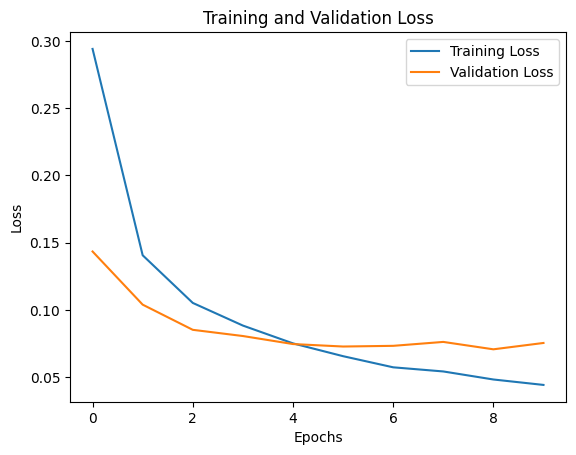 Training and Validation Loss
Training Loss
Validation Loss
0.30
0.25
0.20
0.15
0.10
0.05
Loss
0 2 4 6 8
Epochs